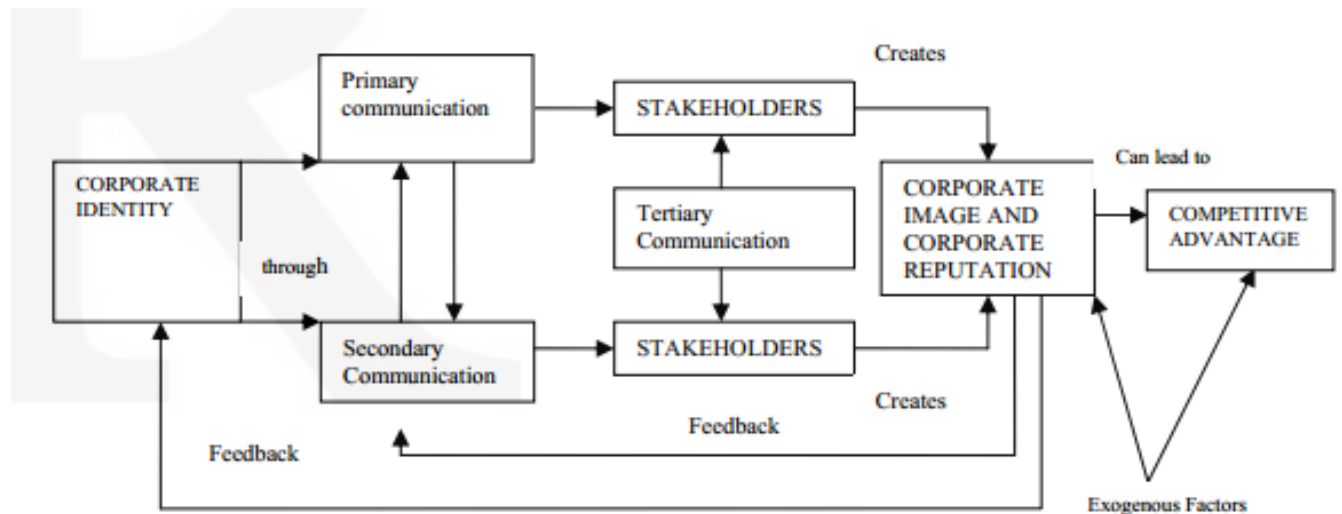 Creates
Primary
communication
STAKEHOLDERS
Can lead to
CORPORATE
IDENTITY
CORPORATE
IMAGE AND
CORPORATE
REPUTATION
Tertiary
Communication
COMPETITIVE
ADVANTAGE
through
Secondary
Communication
STAKEHOLDERS
Creates
Feedback
Feedback
Exogenous Factors